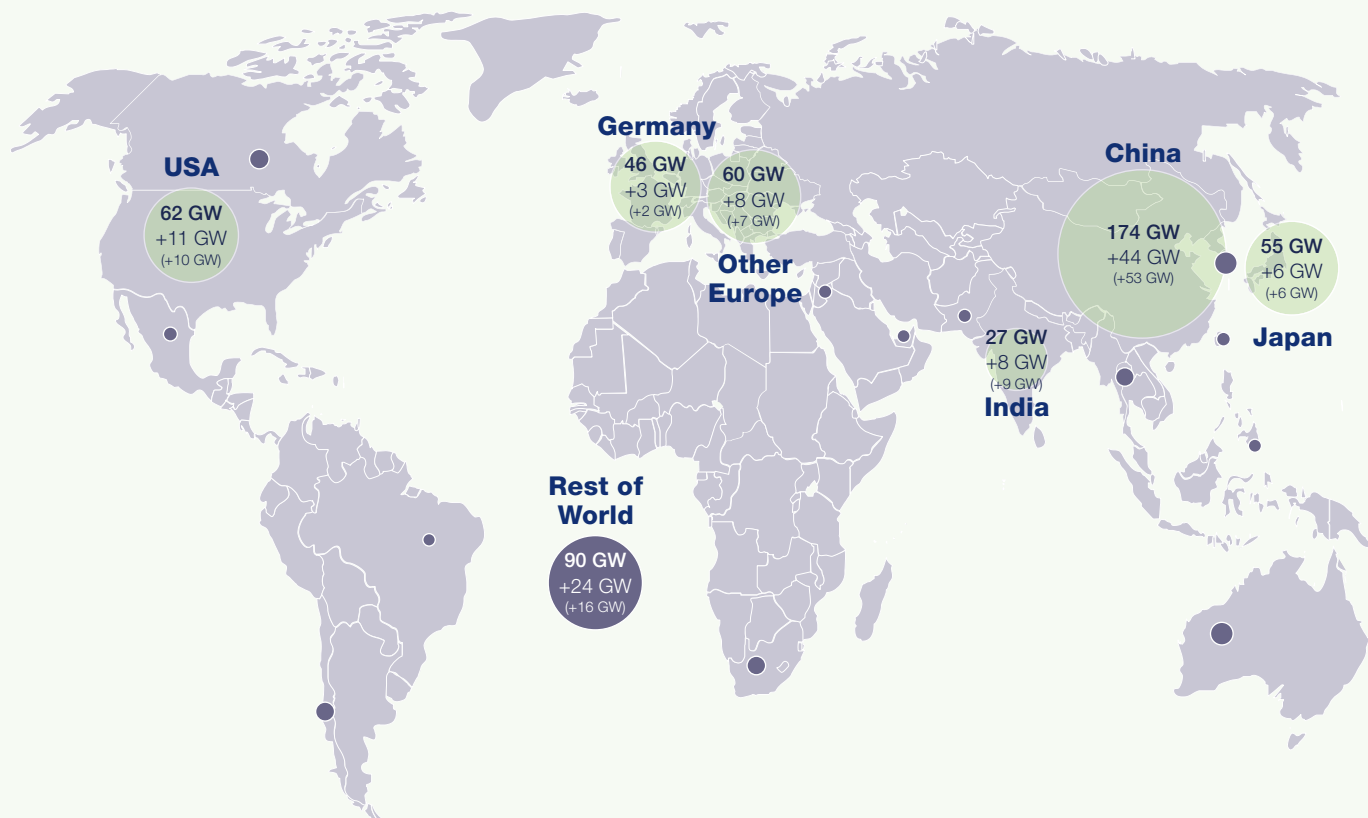 USA
62 GW
+11 GW
(+10 GW)
Germany
46 GW
+3 GW
(+2 GW)
60 GW
+8 GW
(+7 GW)
Other
Europe
China
174 GW
+44 GW
(+53 GW)
55 GW
+6 GW
(+6 GW)
Japan
27 GW
+8 GW
(+9 GW)
India
Rest of
World
90 GW
+24 GW
(+16 GW)